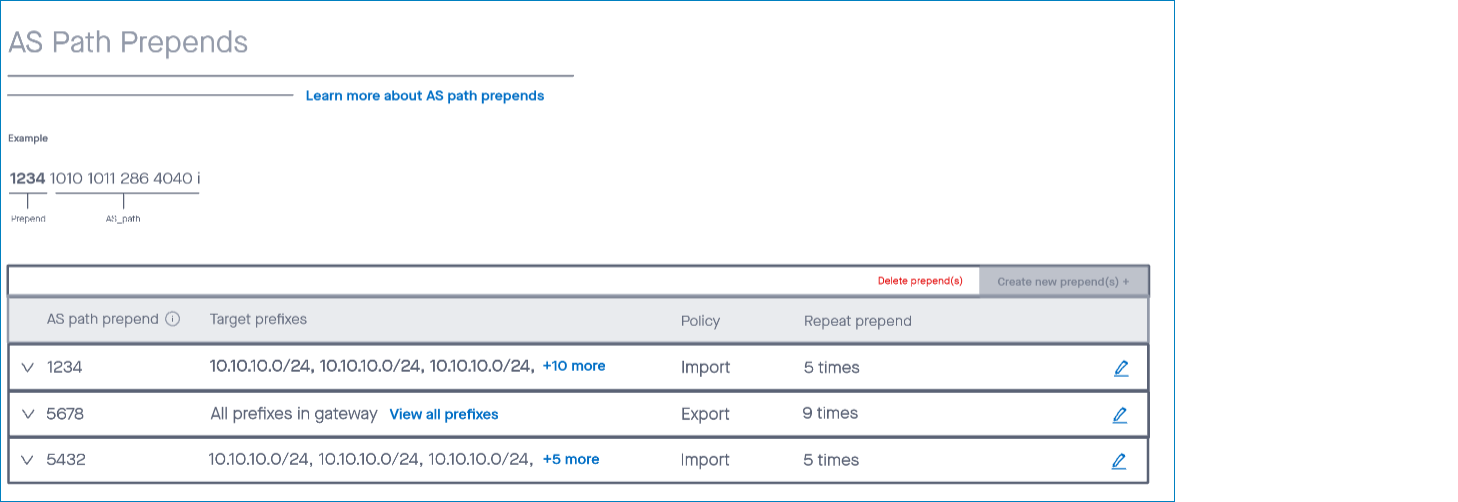 AS Path Prepends
Learn more about AS path prepends
Example
1234 1010 1011 286 4040 i
Prepend AS_path
Delete prepend(s) Create new prepend(s) +
AS path prepend Target prefixes Policy Repeat prepend
1234 10.10.10.0/24, 10.10.10.0/24, 10.10.10.0/24, +10 more Import 5 times
5678 All prefixes in gateway View all prefixes Export 9 times
5432 10.10.10.0/24, 10.10.10.0/24, 10.10.10.0/24, +5 more Import 5 times